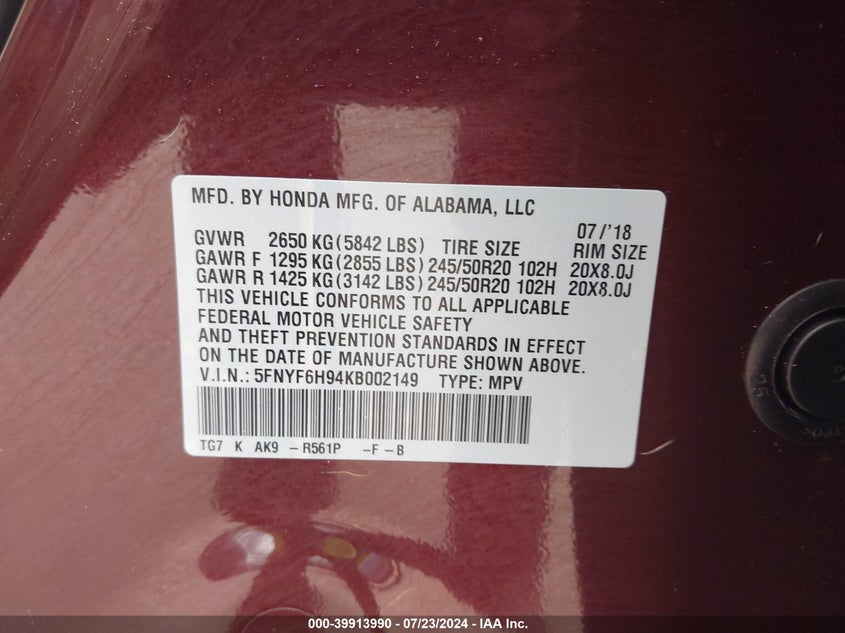 MFD. BY HONDA MFG. OF ALABAMA, LLC
07/'18
GVWR 2650 KG (5842 LBS) TIRE SIZE RIM SIZE
GAWR F 1295 KG (2855 LBS) 245/50R20 102H 20X8.0J
GAWR R 1425 KG (3142 LBS) 245/50R20 102H 20X8.0J
THIS VEHICLE CONFORMS TO ALL APPLICABLE
FEDERAL MOTOR VEHICLE SAFETY
AND THEFT PREVENTION STANDARDS IN EFFECT
ON THE DATE OF MANUFACTURE SHOWN ABOVE.
V.I.N.: 5FNYF6H94KB002149 TYPE: MPV
TG7 K AK9 –R561P –F–B
000-39913990 - 07/23/2024 - IAA Inc.